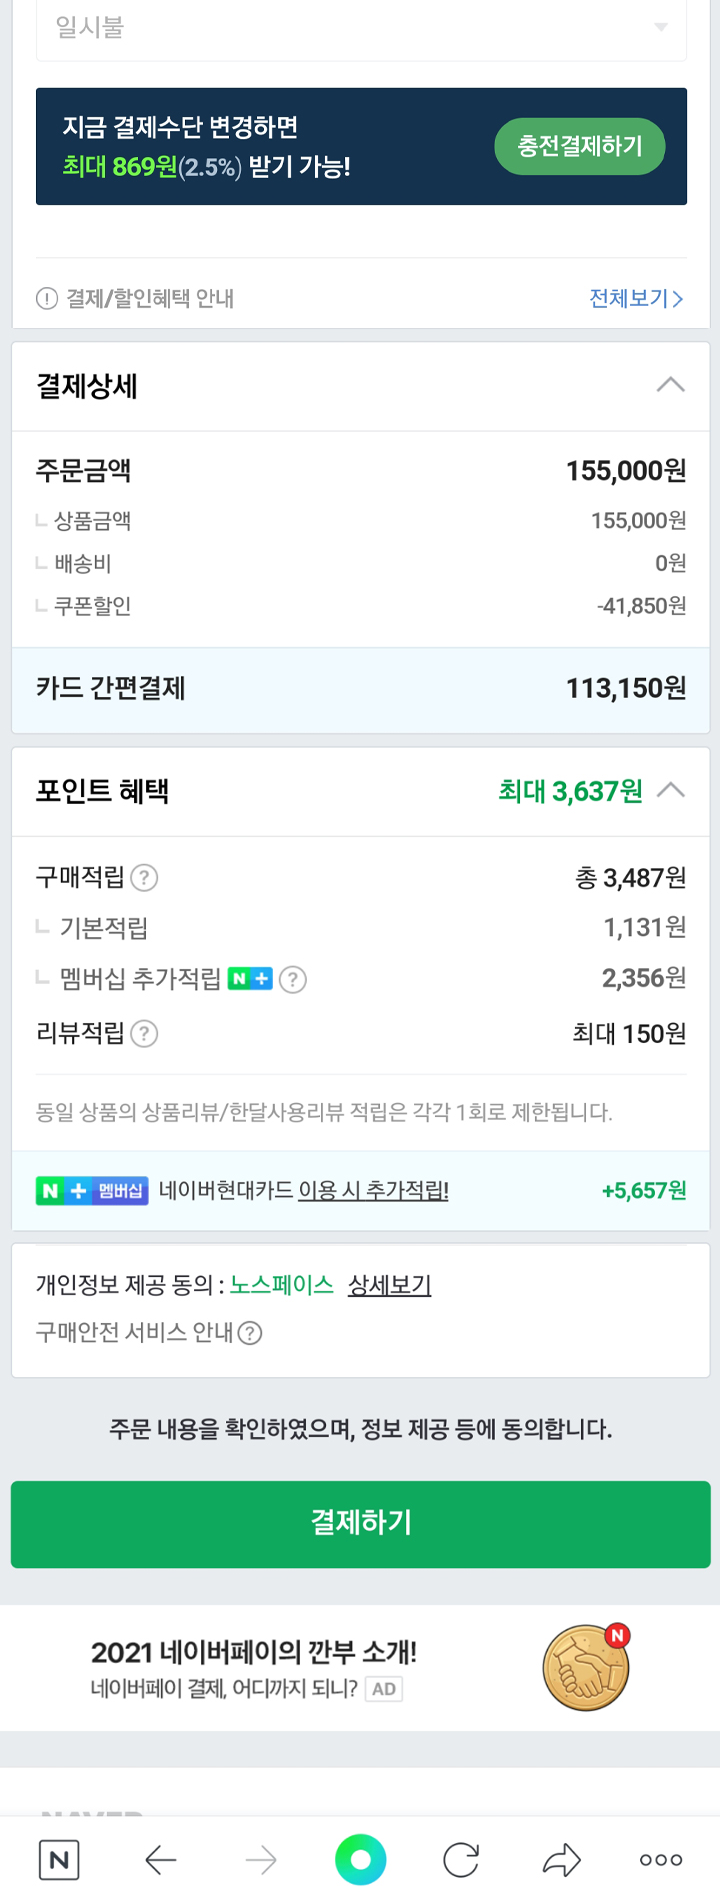 일시불
지금 결제수단 변경하면
최대 869원(2.5%) 받기 가능!
충전결제하기
결제/할인혜택 안내 전체보기
결제상세
주문금액 155,000원
상품금액 155,000원
배송비 0원
쿠폰할인 -41,850원
카드 간편결제 113,150원
포인트 혜택 최대 3,637원
구매적립 ? 총 3,487원
기본적립 1,131원
멤버십 추가적립 N + ? 2,356원
리뷰적립 ? 최대 150원
동일 상품의 상품리뷰/한달사용리뷰 적립은 각각 1회로 제한됩니다.
N + 멤버십 네이버현대카드 이용 시 추가적립! +5,657원
개인정보 제공 동의 : 노스페이스 상세보기
구매안전 서비스 안내 ?
주문 내용을 확인하였으며, 정보 제공 등에 동의합니다.
결제하기
2021 네이버페이의 깐부 소개!
네이버페이 결제, 어디까지 되니? AD
N
NAVER
N